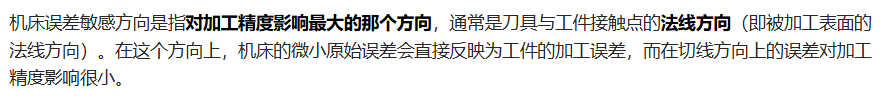 机床误差敏感方向是指对加工精度影响最大的那个方向，通常是刀具与工件接触点的法线方向（即被加工表面的
法线方向）。在这个方向上，机床的微小原始误差会直接反映为工件的加工误差，而在切线方向上的误差对加工
精度影响很小。